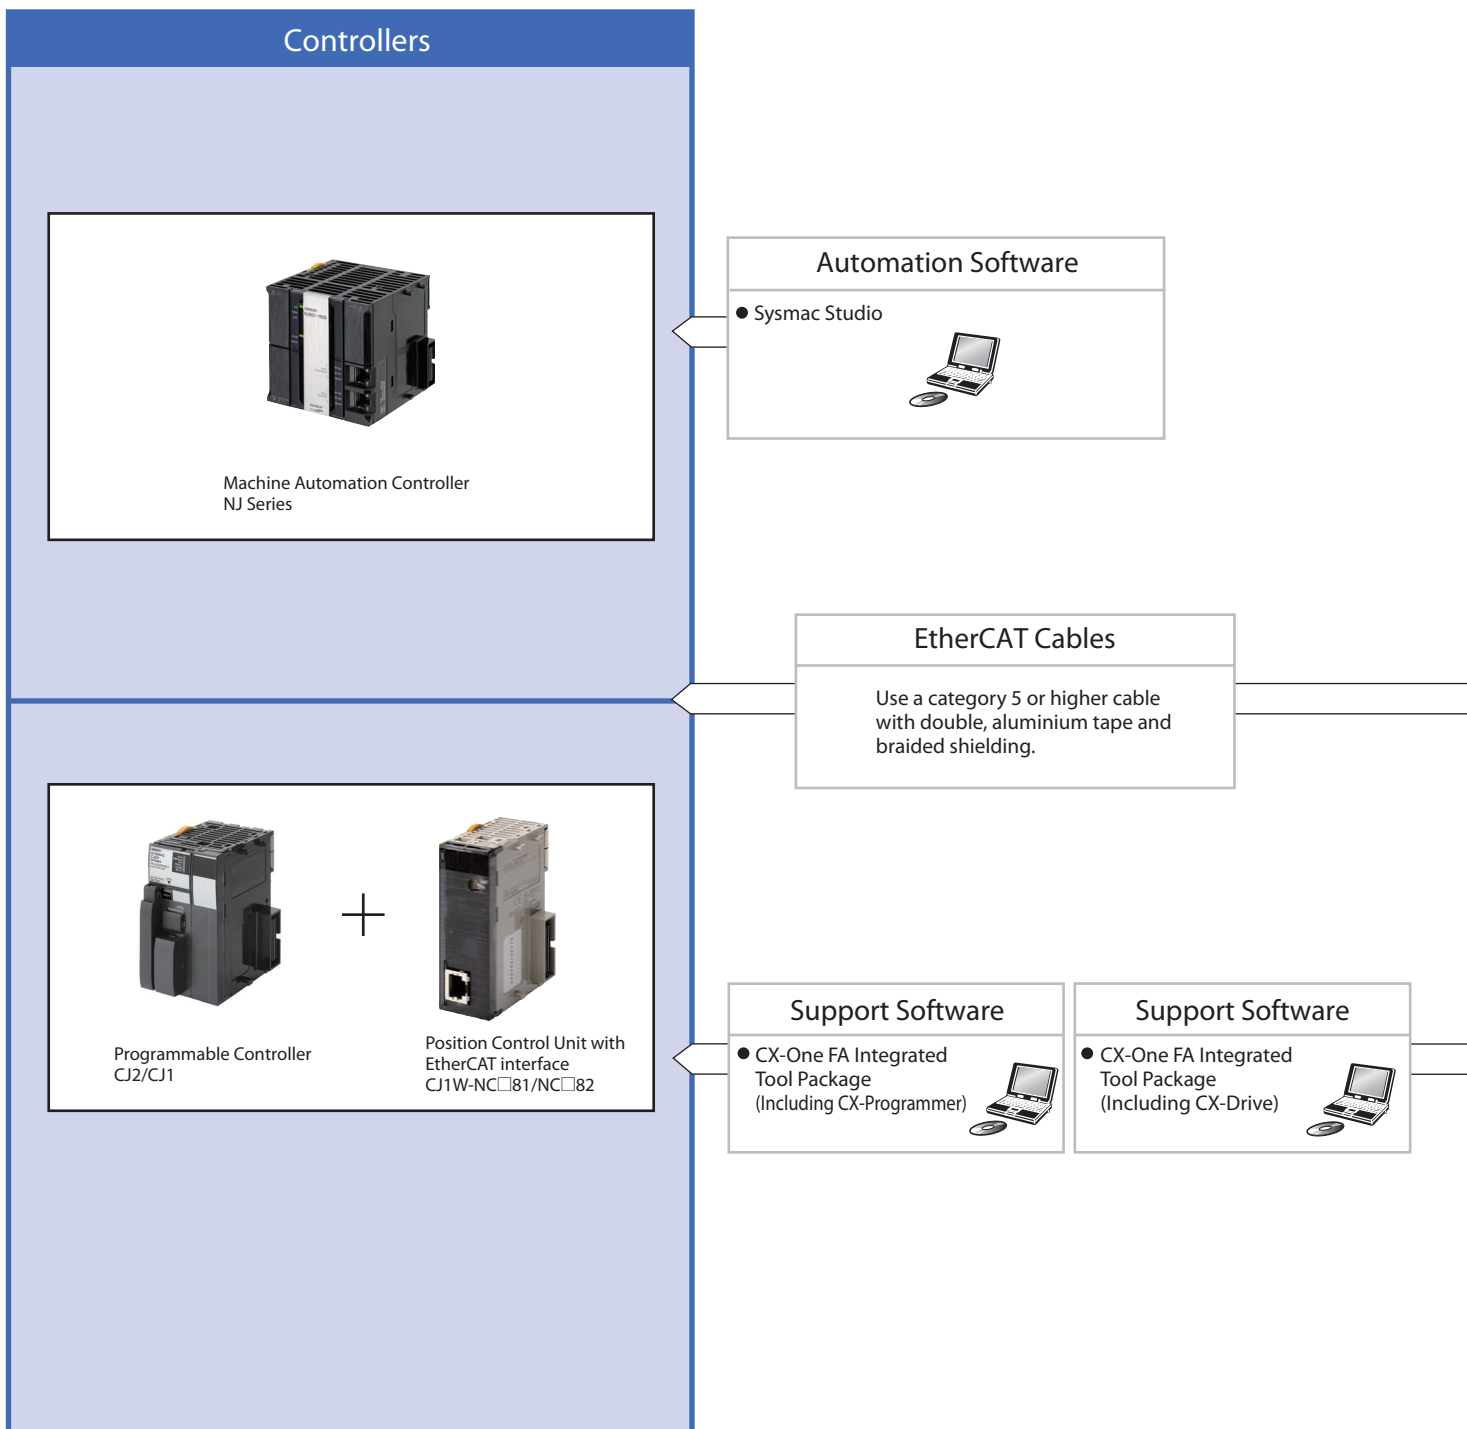 Controllers
Machine Automation Controller
NJ Series
Automation Software
● Sysmac Studio
EtherCAT Cables
Use a category 5 or higher cable
with double, aluminium tape and
braided shielding.
Programmable Controller
CJ2/CJ1
Position Control Unit with
EtherCAT interface
CJ1W-NC□81/NC□82
Support Software
● CX-One FA Integrated
Tool Package
(Including CX-Programmer)
Support Software
● CX-One FA Integrated
Tool Package
(Including CX-Drive)